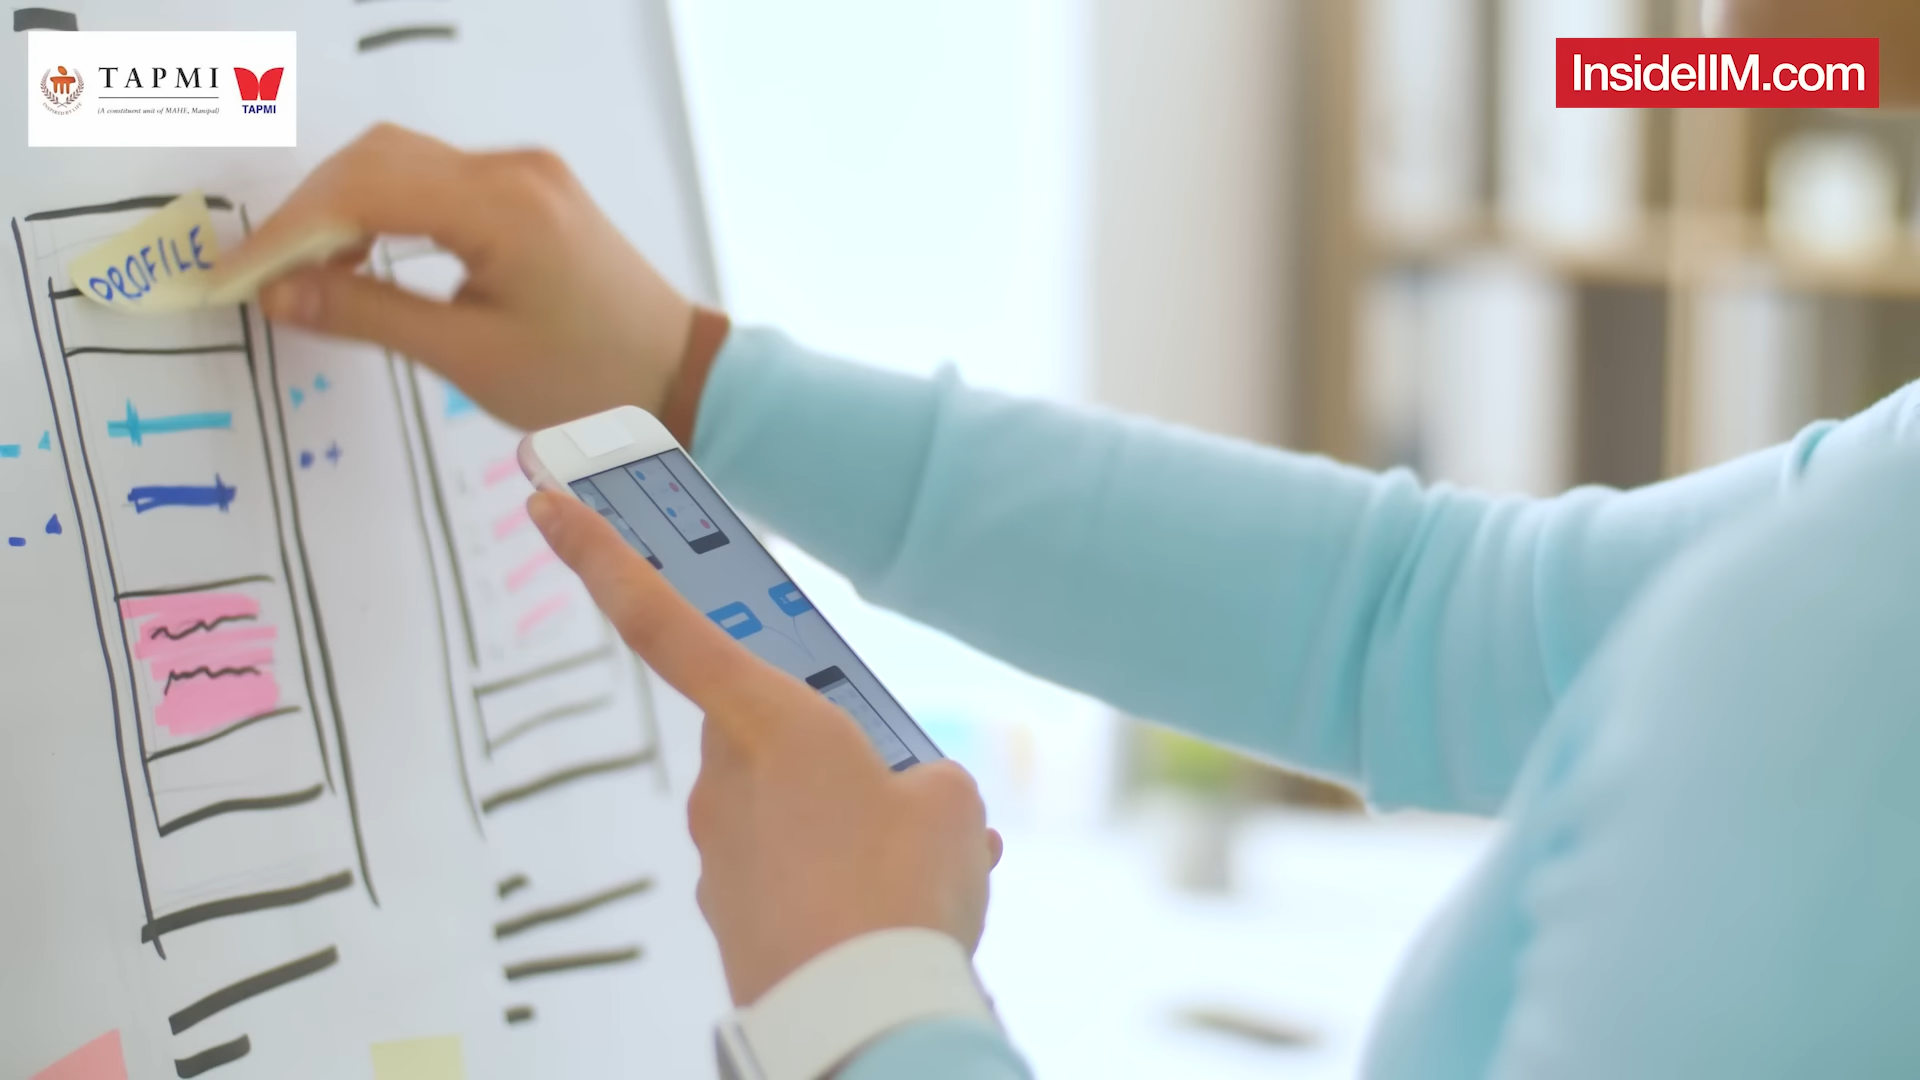 TAPMI
(A constituent unit of MAHE, Manipal)
TAPMI
InsideIIM.com
PROFILE